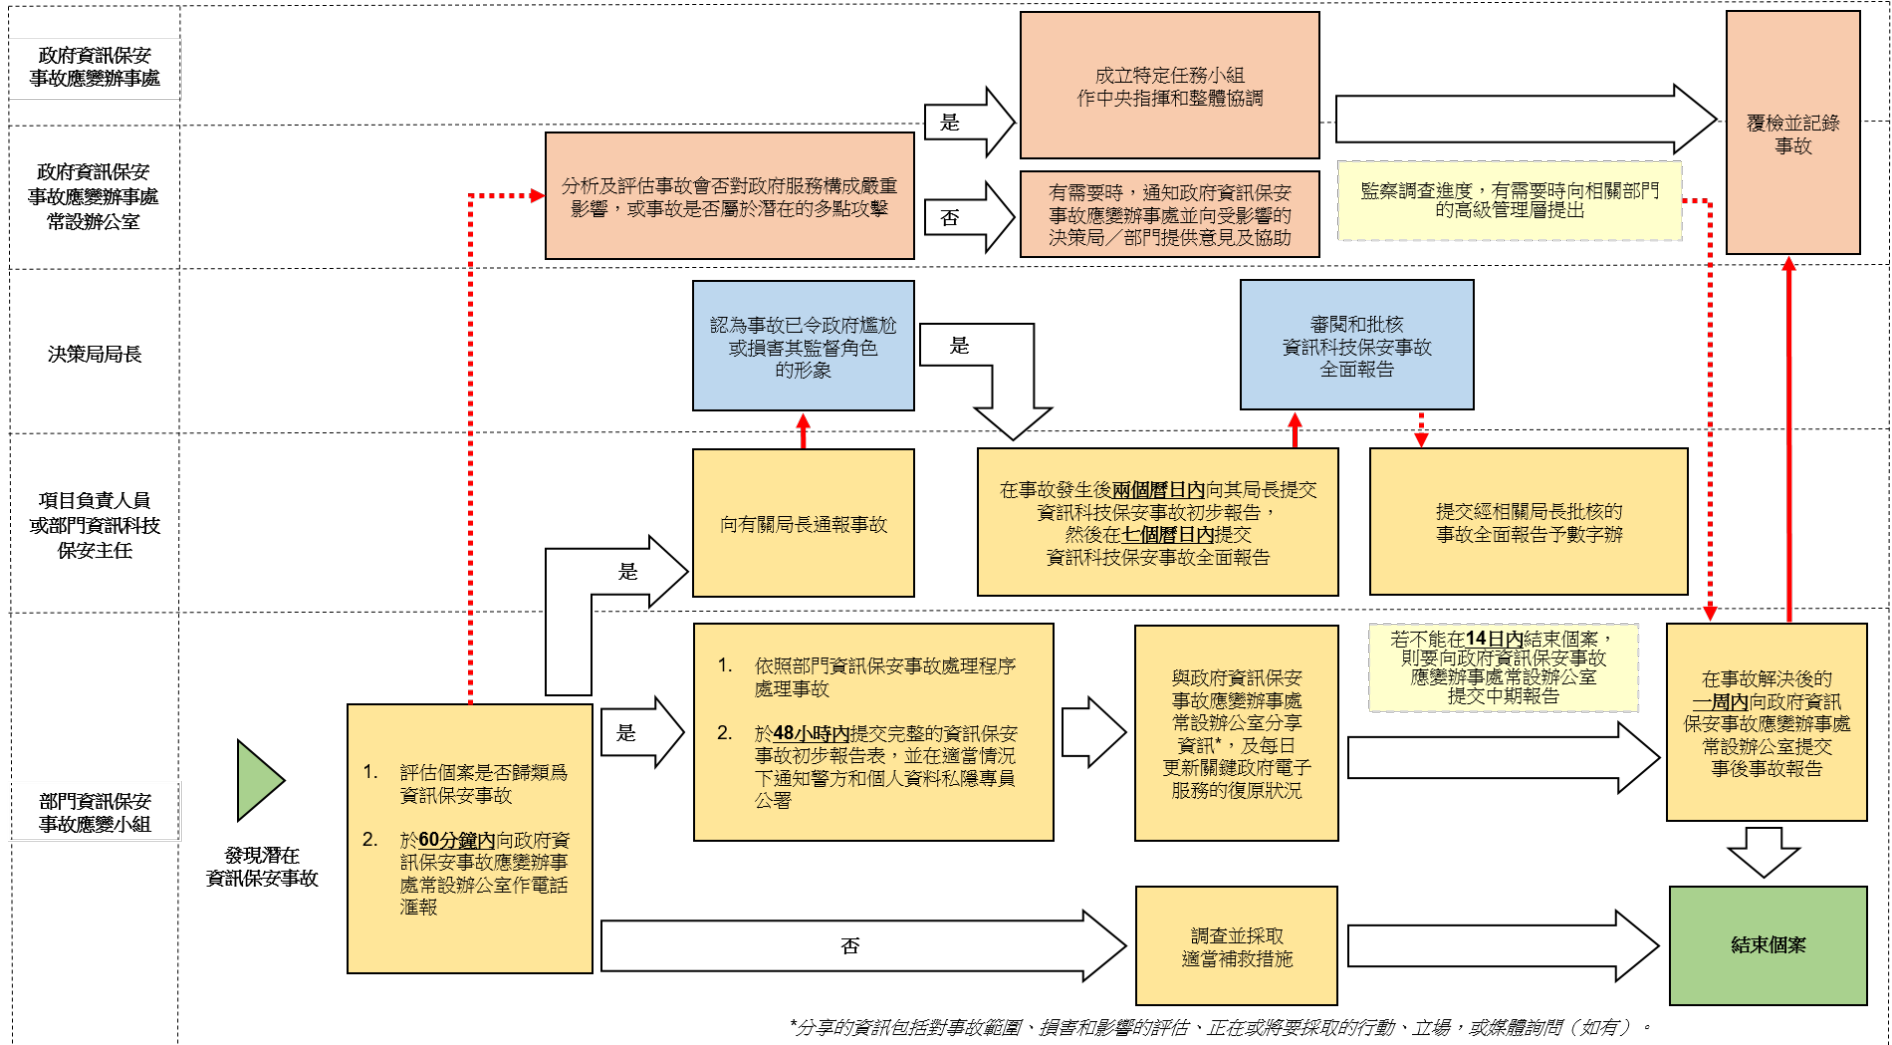 政府資訊保安
事故應變辦事處
成立特定任務小組
作中央指揮和整體協調
覆檢並記錄
事故
政府資訊保安
事故應變辦事處
常設辦公室
分析及評估事故會否對政府服務構成嚴重
影響，或事故是否屬於潛在的多點攻擊
是
否
有需要時，通知政府資訊保安
事故應變辦事處並向受影響的
決策局／部門提供意見及協助
監察調查進度，有需要時向相關部門
的高級管理層提出
決策局局長
認為事故已令政府尷尬
或損害其監督角色
的形象
是
審閱和批核
資訊科技保安事故
全面報告
項目負責人員
或部門資訊科技
保安主任
是
向有關局長通報事故
在事故發生後兩個曆日內向其局長提交
資訊科技保安事故初步報告，
然後在七個曆日內提交
資訊科技保安事故全面報告
提交經相關局長批核的
事故全面報告予數字辦
部門資訊保安
事故應變小組
發現潛在
資訊保安事故
1. 評估個案是否歸類爲
資訊保安事故
2. 於60分鐘內向政府資
訊保安事故應變辦事
處常設辦公室作電話
滙報
是
1. 依照部門資訊保安事故處理程序
處理事故
2. 於48小時內提交完整的資訊保安
事故初步報告表，並在適當情況
下通知警方和個人資料私隱專員
公署
與政府資訊保安
事故應變辦事處
常設辦公室分享
資訊*，及每日
更新關鍵政府電子
服務的復原狀況
若不能在14日內結束個案，
則要向政府資訊保安事故
應變辦事處常設辦公室
提交中期報告
在事故解決後的
一周內向政府資訊
保安事故應變辦事處
常設辦公室提交
事後事故報告
否
調查並採取
適當補救措施
結束個案
*分享的資訊包括對事故範圍、損害和影響的評估、正在或將要採取的行動、立場，或媒體詢問（如有）。